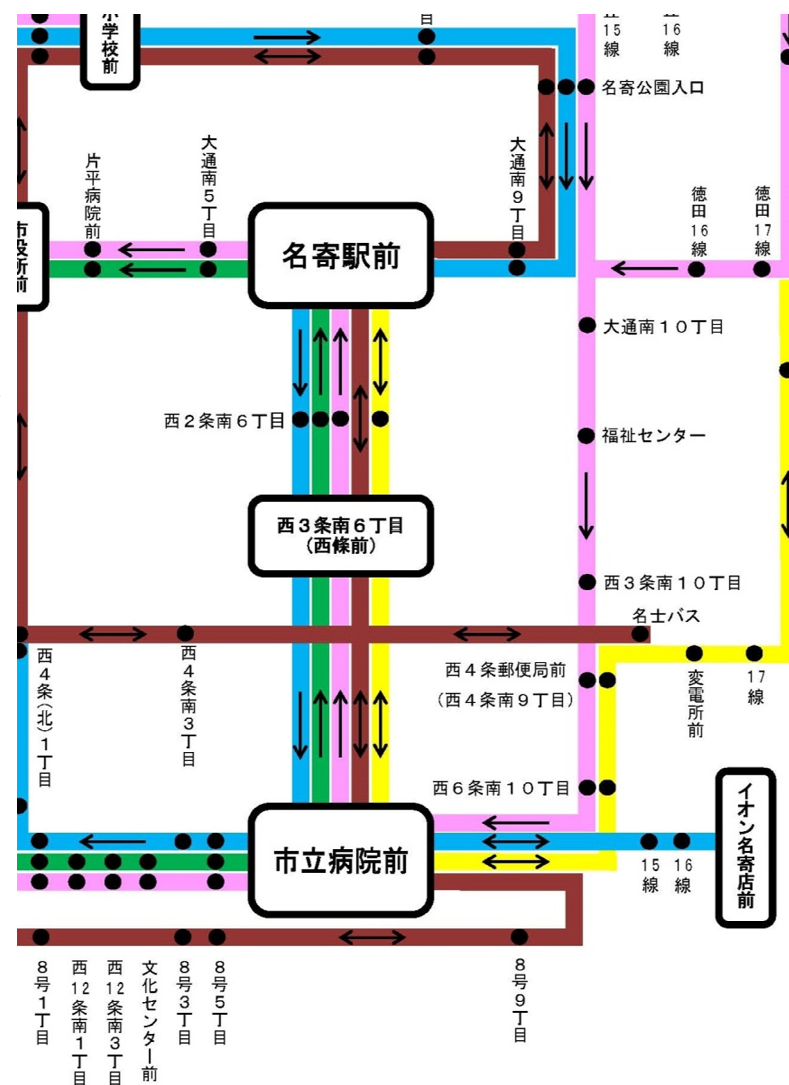 小学校前
目
15線
16線
名寄公園入口
大通南5丁目
片平病院前
大通南9丁目
徳田16線
徳田17線
市役所前
名寄駅前
大通南10丁目
西2条南6丁目
福祉センター
西3条南6丁目
(西條前)
西3条南10丁目
名士バス
西4条(北)1丁目
西4条南3丁目
西4条郵便局前
(西4条南9丁目)
変電所前
17線
西6条南10丁目
イオン名寄店前
市立病院前
15線
16線
8号1丁目
西12条南1丁目
西12条南3丁目
文化センター前
8号3丁目
8号5丁目
8号9丁目